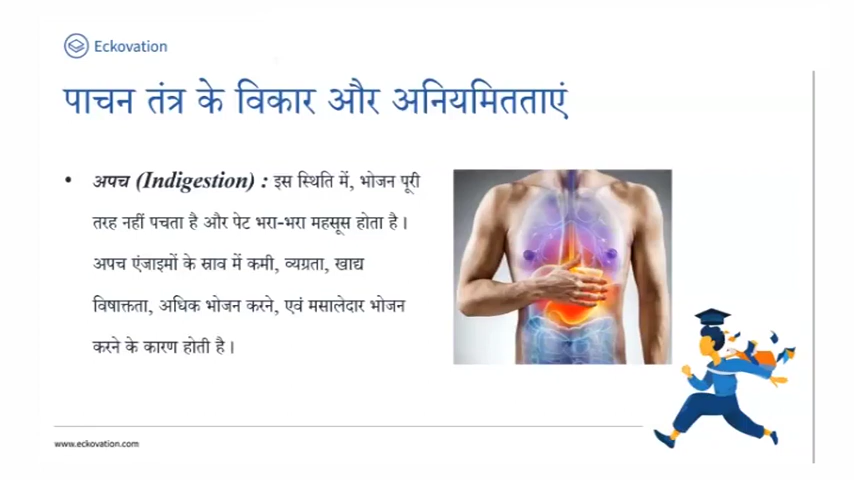 Eckovation
पाचन तंत्र के विकार और अनियमितताएं
• अपच (Indigestion) : इस स्थिति में, भोजन पूरी
तरह नहीं पचता है और पेट भरा-भरा महसूस होता है।
अपच एंजाइमों के स्राव में कमी, व्यग्रता, खाद्य
विषाक्तता, अधिक भोजन करने, एवं मसालेदार भोजन
करने के कारण होती है।
www.eckovation.com